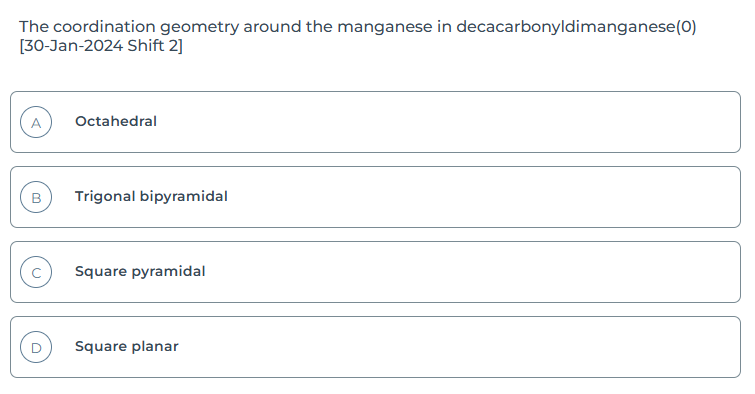 The coordination geometry around the manganese in decacarbonyldimanganese(0)
[30-Jan-2024 Shift 2]
A Octahedral
B Trigonal bipyramidal
C Square pyramidal
D Square planar